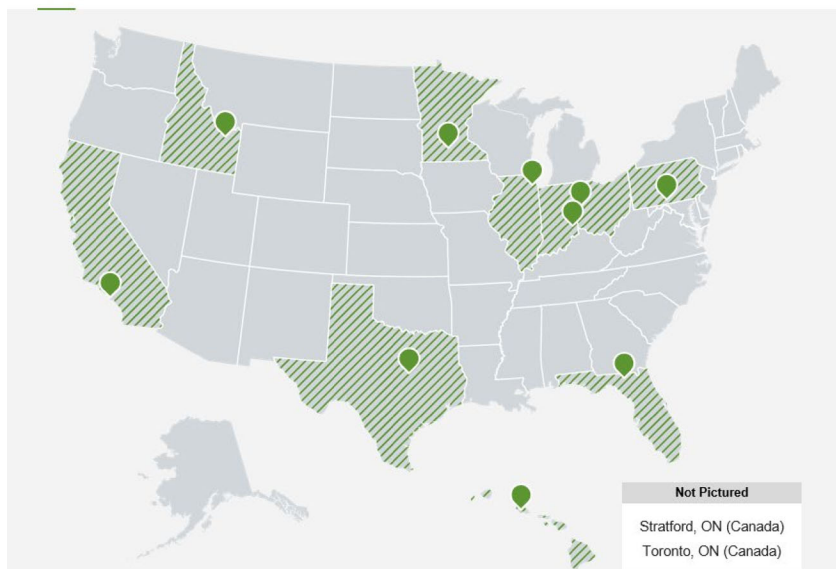 Not Pictured
Stratford, ON (Canada)
Toronto, ON (Canada)